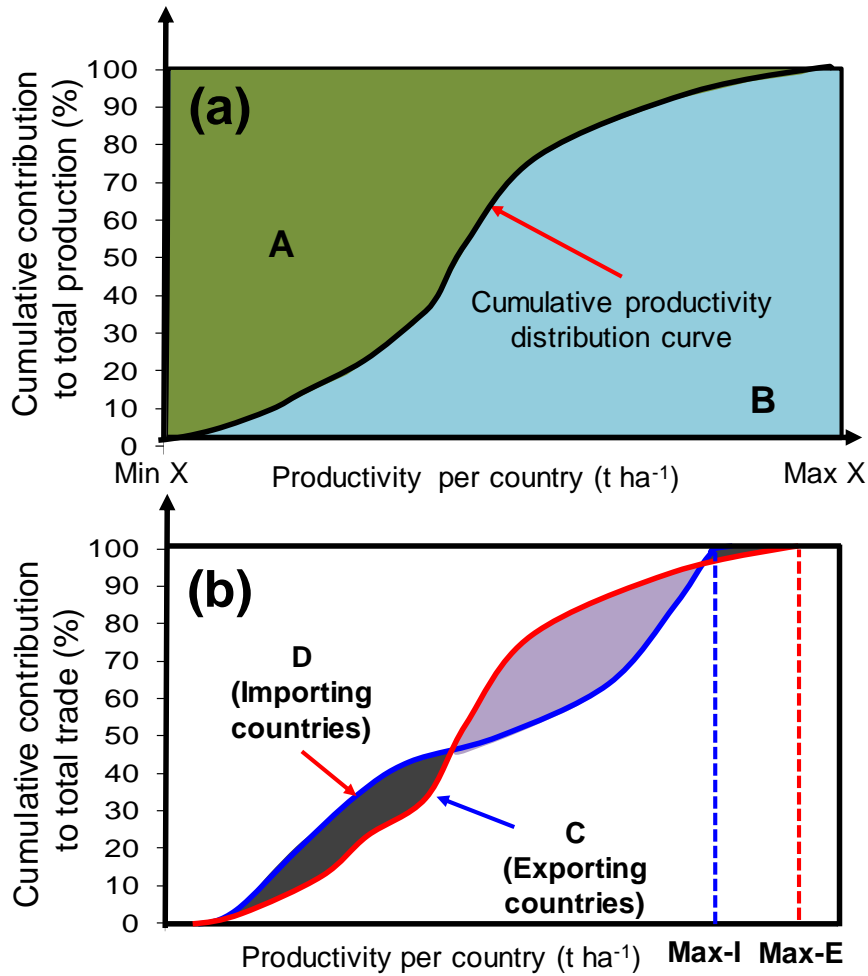 Cumulative contribution
to total production (%)
100
90
80
70
60
50
40
30
20
10
0
(a)
A
Cumulative productivity
distribution curve
B
Min X
Productivity per country (t ha⁻¹)
Max X
Cumulative contribution
to total trade (%)
100
90
80
70
60
50
40
30
20
10
0
(b)
D
(Importing
countries)
C
(Exporting
countries)
Productivity per country (t ha⁻¹)
Max-I
Max-E